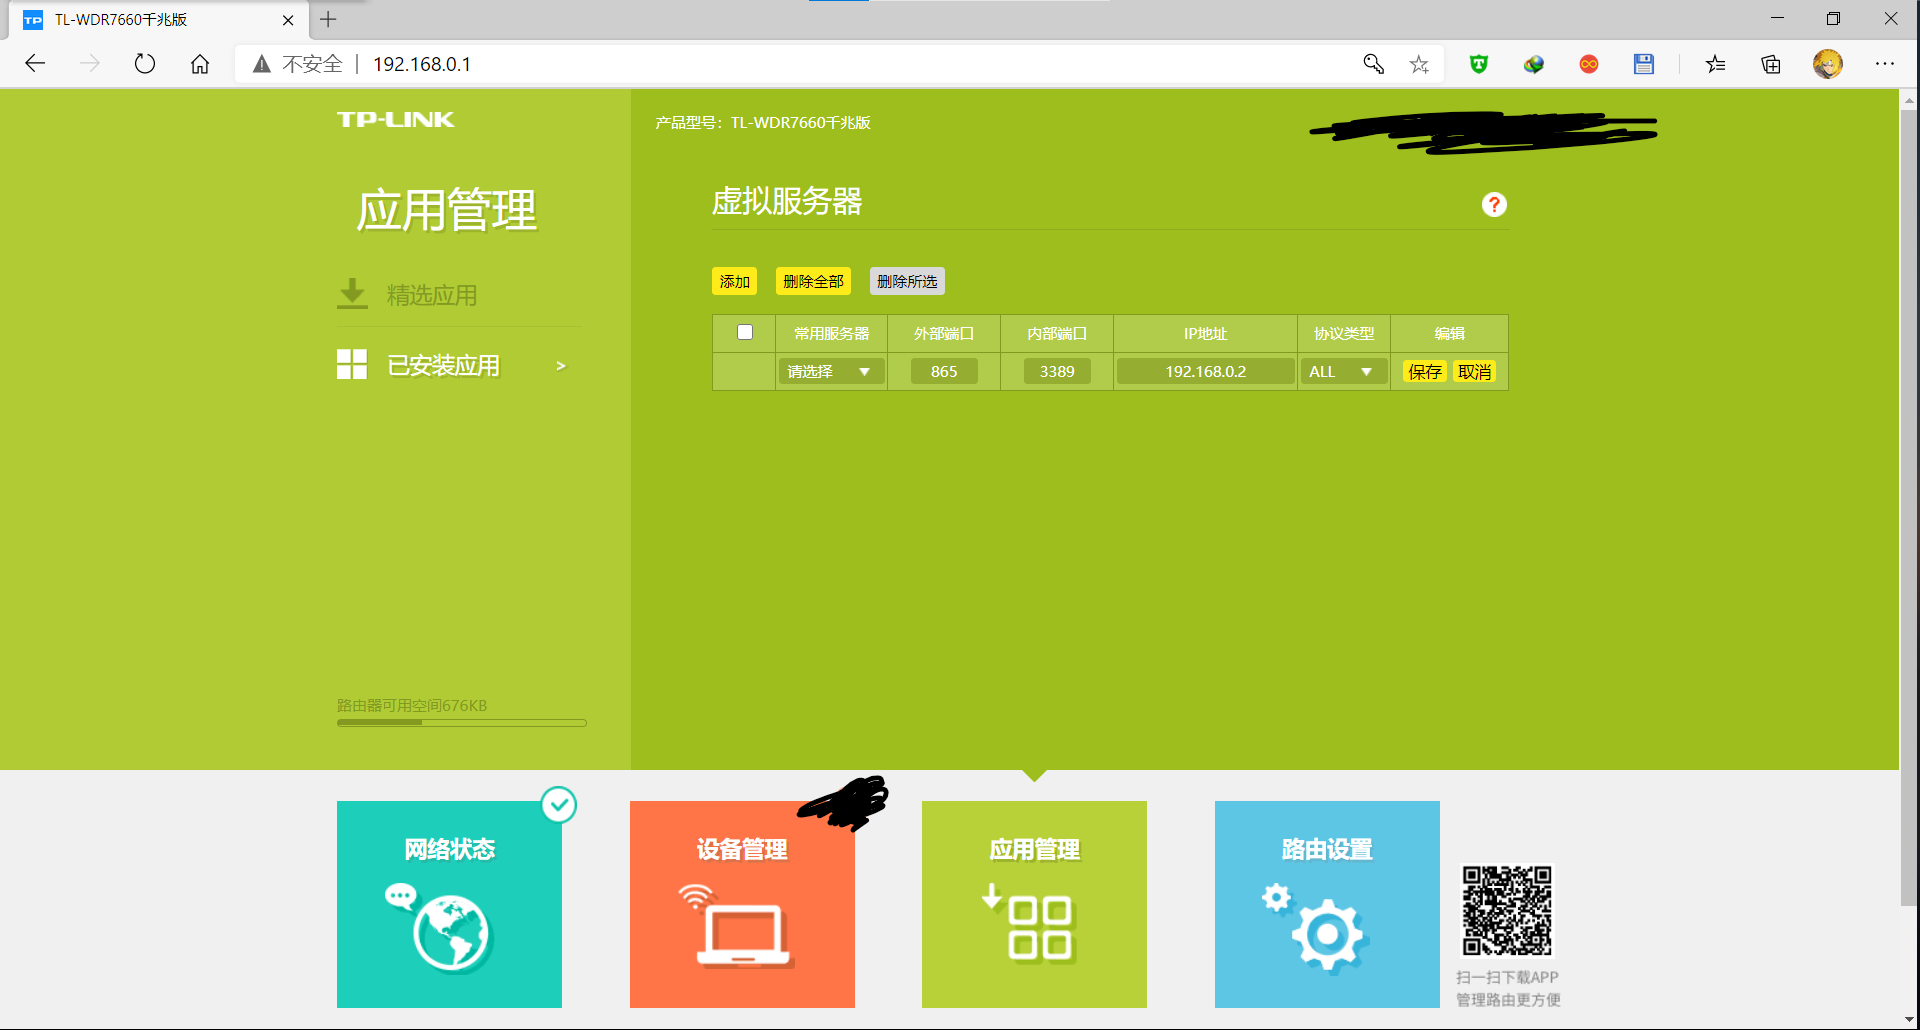 TP TL-WDR7660千兆版
不安全 192.168.0.1
TP-LINK
产品型号：TL-WDR7660千兆版
应用管理
虚拟服务器
?
精选应用
添加 删除全部 删除所选
已安装应用 >
常用服务器 外部端口 内部端口 IP地址 协议类型 编辑
请选择 865 3389 192.168.0.2 ALL 保存 取消
路由器可用空间676KB
网络状态 设备管理 应用管理 路由设置
扫一扫下载APP
管理路由更方便